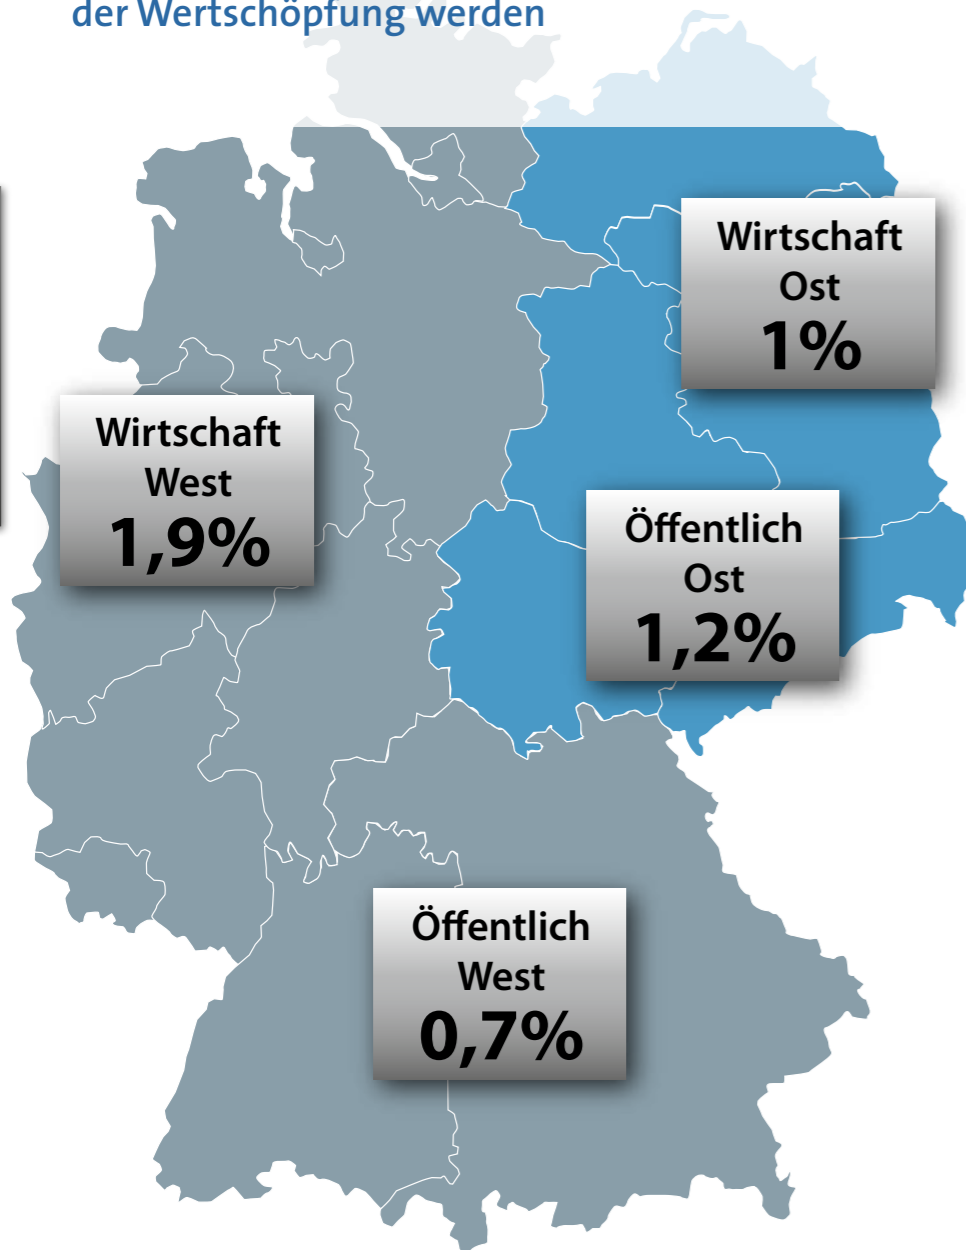 der Wertschöpfung werden
Wirtschaft
Ost
1%
Wirtschaft
West
1,9%
Öffentlich
Ost
1,2%
Öffentlich
West
0,7%